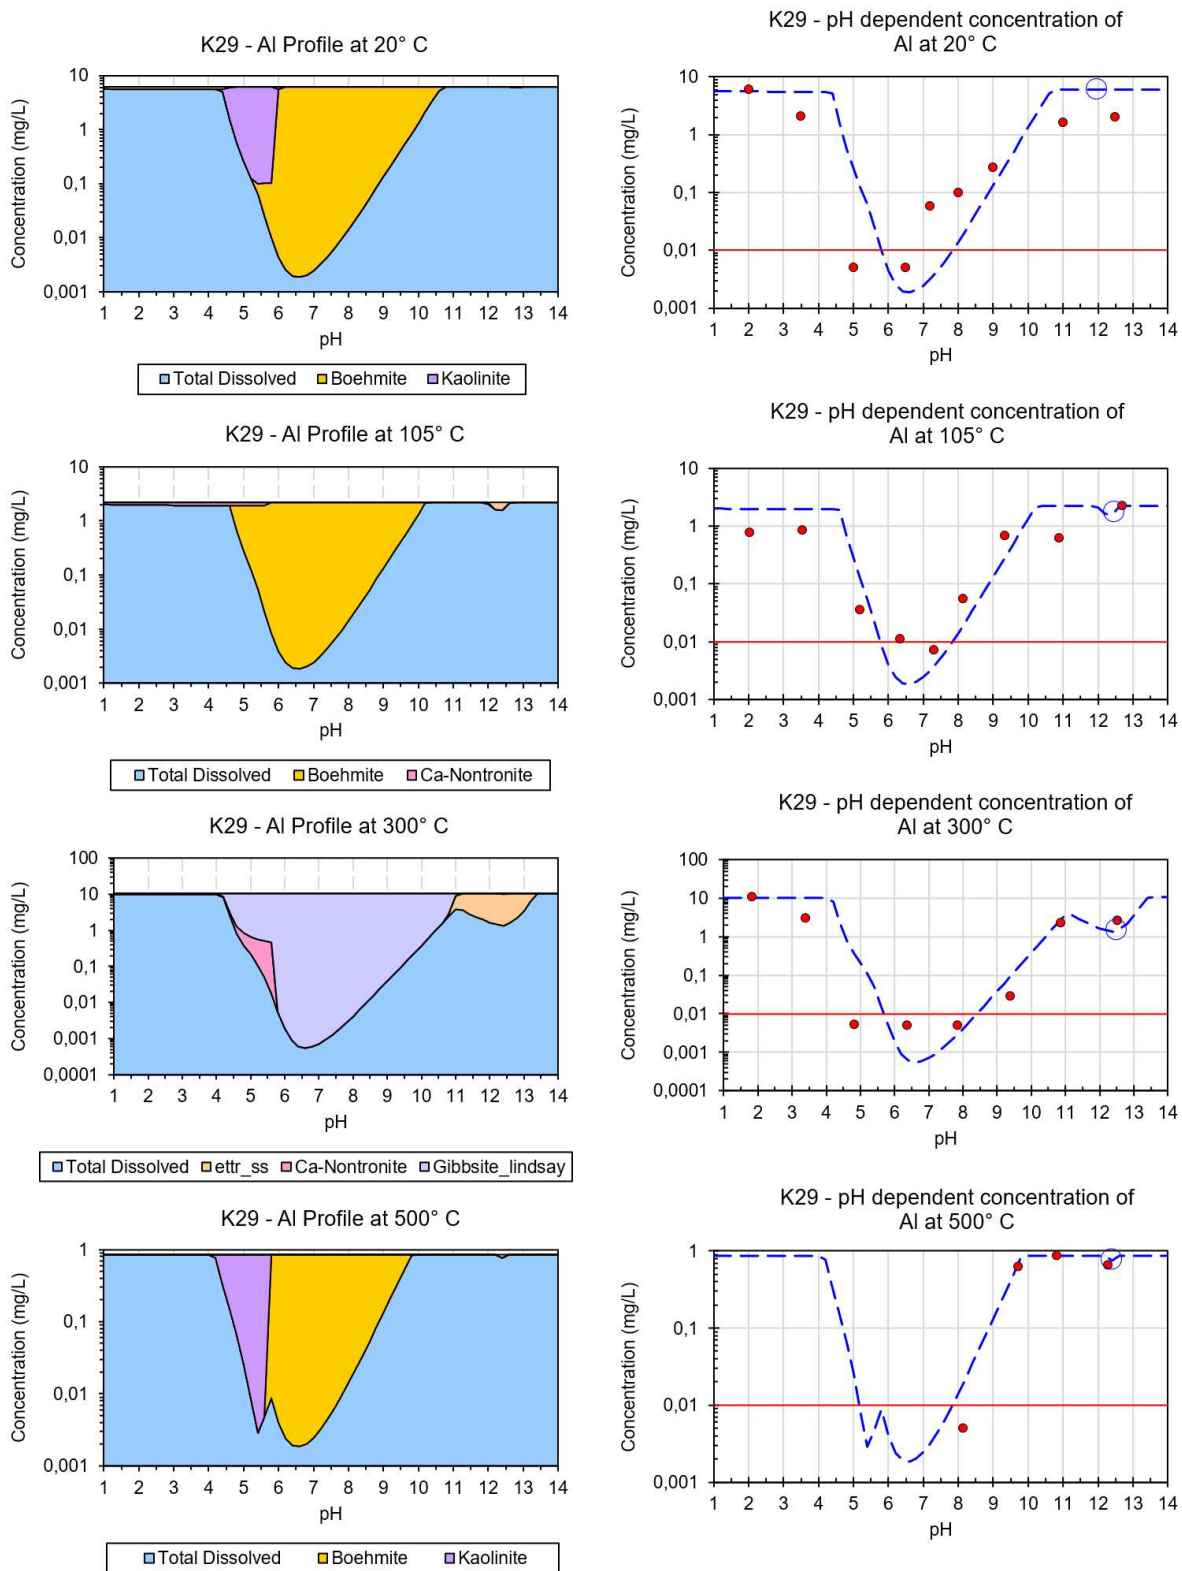 K29 - Al Profile at 20° C
Concentration (mg/L)
10
1
0,1
0,01
0,001
1 2 3 4 5 6 7 8 9 10 11 12 13 14
pH
Total Dissolved Boehmite Kaolinite
K29 - pH dependent concentration of
Al at 20° C
Concentration (mg/L)
10
1
0,1
0,01
0,001
1 2 3 4 5 6 7 8 9 10 11 12 13 14
pH
K29 - Al Profile at 105° C
Concentration (mg/L)
10
1
0,1
0,01
0,001
1 2 3 4 5 6 7 8 9 10 11 12 13 14
pH
Total Dissolved Boehmite Ca-Nontronite
K29 - pH dependent concentration of
Al at 105° C
Concentration (mg/L)
10
1
0,1
0,01
0,001
1 2 3 4 5 6 7 8 9 10 11 12 13 14
pH
K29 - Al Profile at 300° C
Concentration (mg/L)
100
10
1
0,1
0,01
0,001
0,0001
1 2 3 4 5 6 7 8 9 10 11 12 13 14
pH
Total Dissolved ettr_ss Ca-Nontronite Gibbsite_lindsay
K29 - pH dependent concentration of
Al at 300° C
Concentration (mg/L)
100
10
1
0,1
0,01
0,001
0,0001
1 2 3 4 5 6 7 8 9 10 11 12 13 14
pH
K29 - Al Profile at 500° C
Concentration (mg/L)
1
0,1
0,01
0,001
1 2 3 4 5 6 7 8 9 10 11 12 13 14
pH
Total Dissolved Boehmite Kaolinite
K29 - pH dependent concentration of
Al at 500° C
Concentration (mg/L)
1
0,1
0,01
0,001
1 2 3 4 5 6 7 8 9 10 11 12 13 14
pH